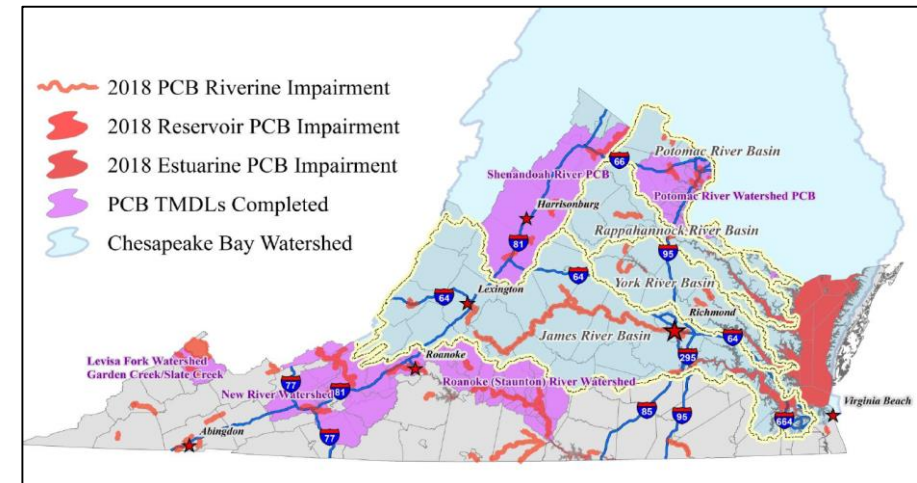 2018 PCB Riverine Impairment
2018 Reservoir PCB Impairment
2018 Estuarine PCB Impairment
PCB TMDLs Completed
Chesapeake Bay Watershed
Potomac River Basin
66
Shenandoah River PCB
Potomac River Watershed PCB
Harrisonburg
Rappahannock River Basin
81
95
64
Lexington
York River Basin
64
Richmond
James River Basin
64
Levisa Fork Watershed
Garden Creek/Slate Creek
Roanoke
295
77
81
New River Watershed
Roanoke (Staunton) River Watershed
Virginia Beach
85
95
664
Abingdon
77